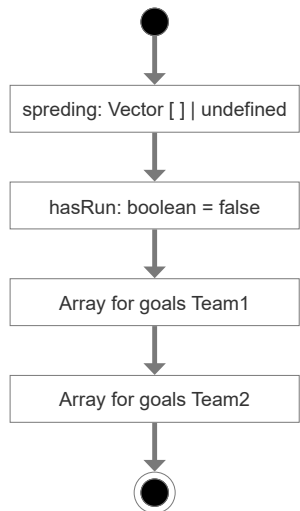 spreding: Vector [ ] | undefined
hasRun: boolean = false
Array for goals Team1
Array for goals Team2